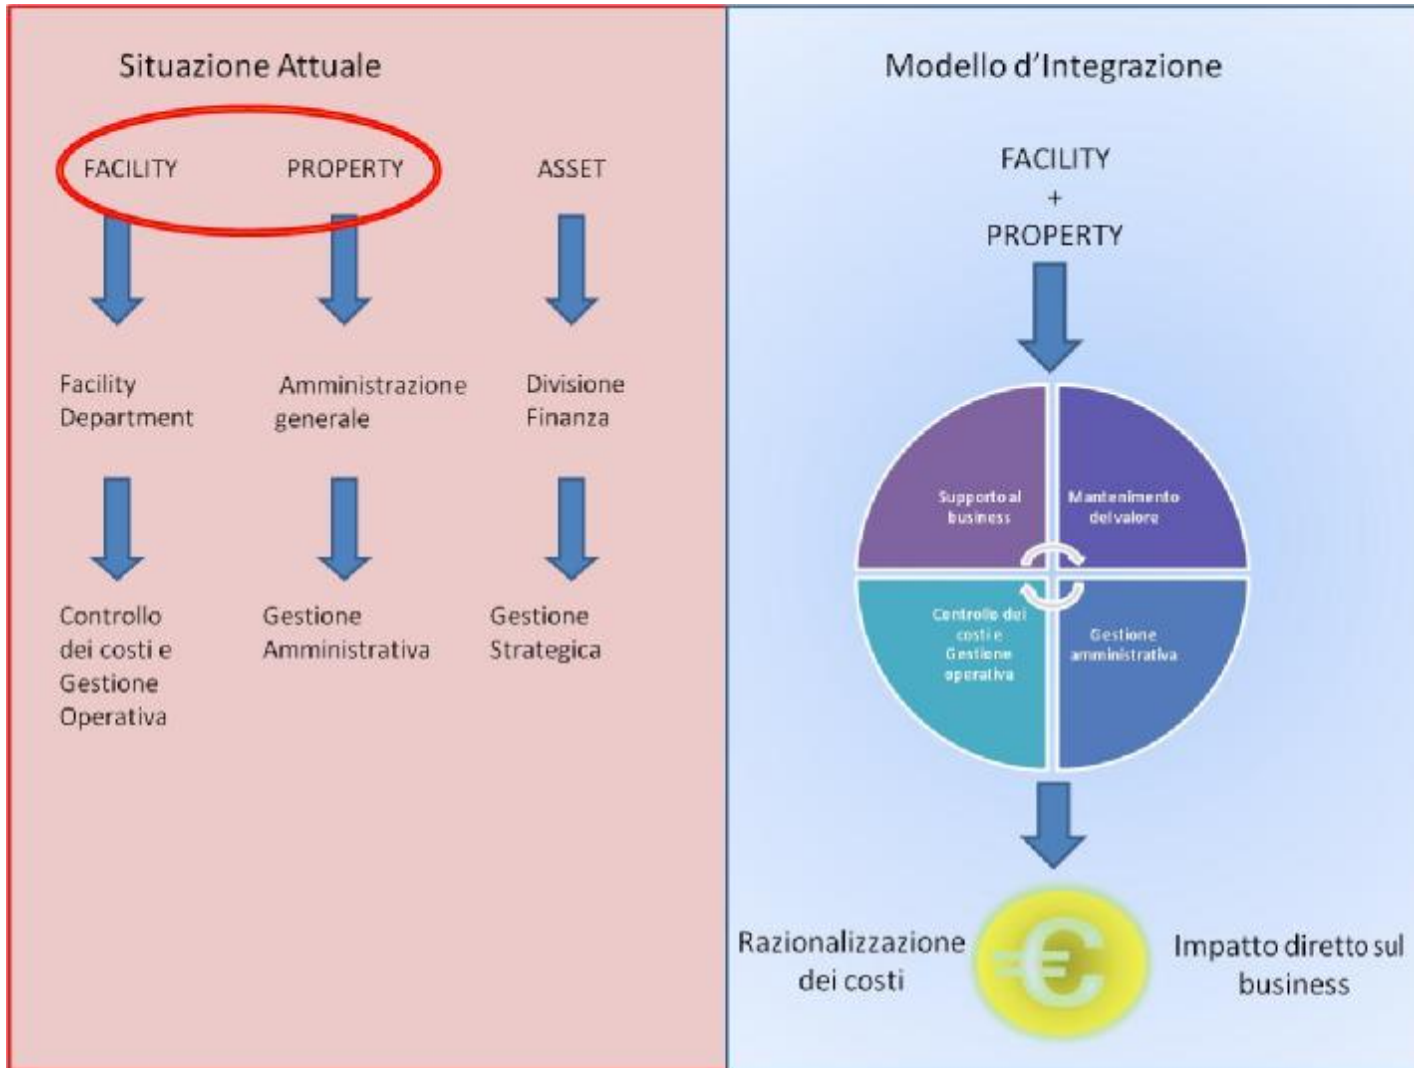 Situazione Attuale
FACILITY
PROPERTY
ASSET
Facility
Department
Amministrazione
generale
Divisione
Finanza
Controllo
dei costi e
Gestione
Operativa
Gestione
Amministrativa
Gestione
Strategica
Modello d'Integrazione
FACILITY
+
PROPERTY
Supporto al
business
Mantenimento
del valore
Controllo dei
costi e
Gestione
operativa
Gestione
amministrativa
Razionalizzazione
dei costi
€
Impatto diretto sul
business